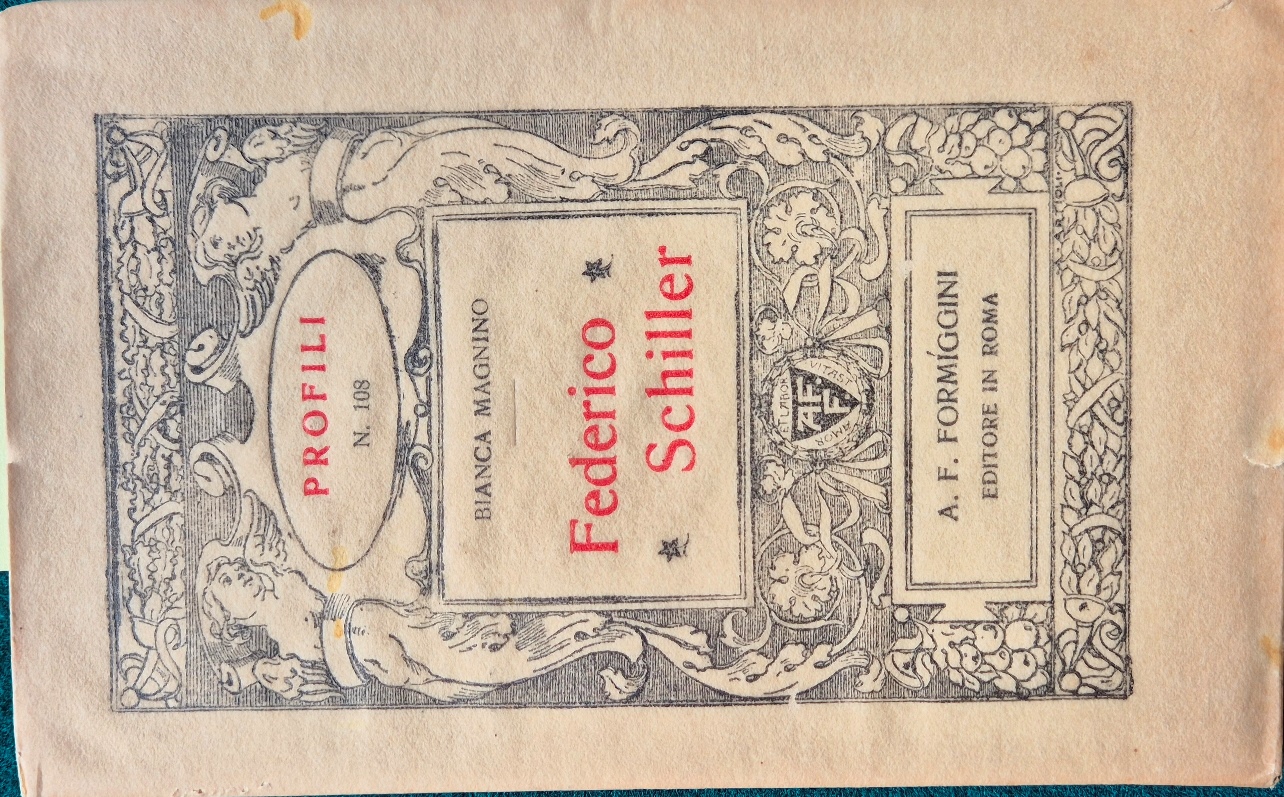 PROFILI
N. 108
BIANCA MAGNINO
Federico
Schiller
A. F.
F.
A. F. FORMÍGGINI
EDITORE IN ROMA